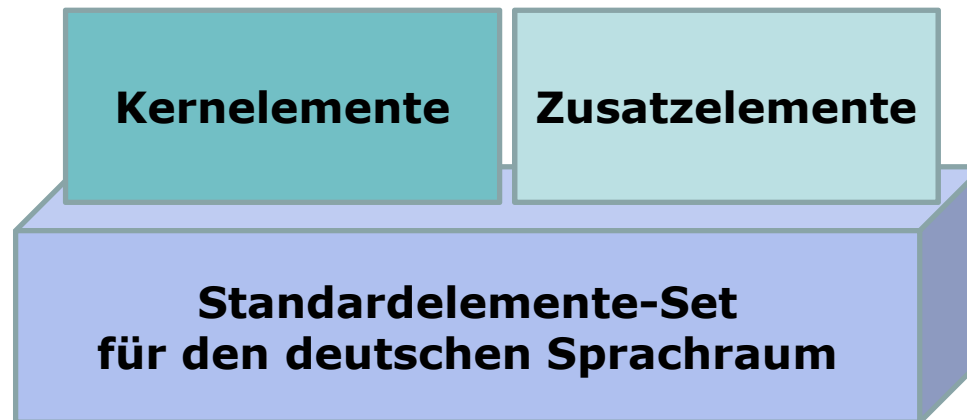 Kernelemente
Zusatzelemente
Standardelemente-Set
für den deutschen Sprachraum